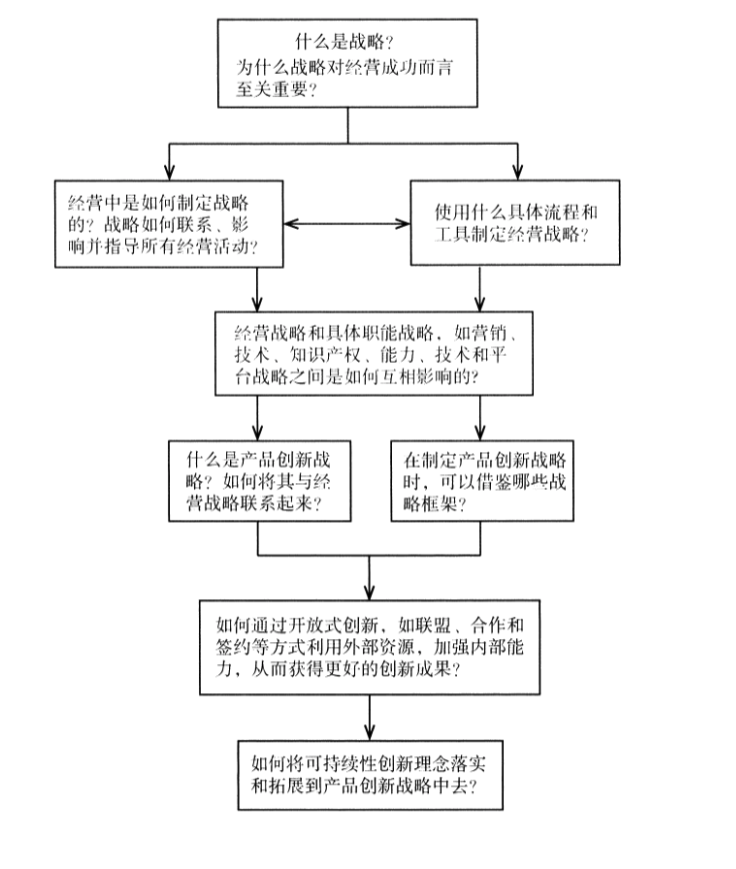 什么是战略？
为什么战略对经营成功而言
至关重要？
经营中是如何制定战略
的？战略如何联系、影
响并指导所有经营活动？
使用什么具体流程和
工具制定经营战略？
经营战略和具体职能战略，如营销、
技术、知识产权、能力、技术和平
台战略之间是如何互相影响的？
什么是产品创新战
略？如何将其与经
营战略联系起来？
在制定产品创新战略
时，可以借鉴哪些战
略框架？
如何通过开放式创新，如联盟、合作和
签约等方式利用外部资源，加强内部能
力，从而获得更好的创新成果？
如何将可持续性创新理念落实
和拓展到产品创新战略中去？